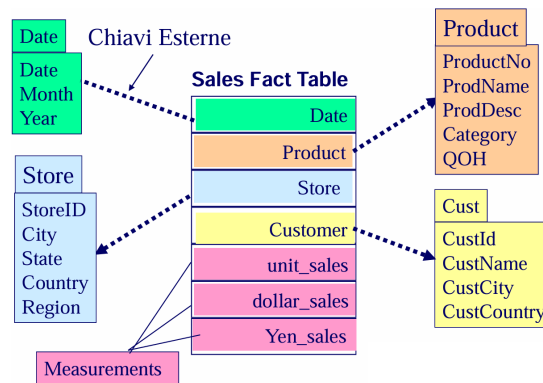 Date
Date
Month
Year
Chiavi Esterne
Sales Fact Table
Date
Product
Store
Customer
unit_sales
dollar_sales
Yen_sales
Product
ProductNo
ProdName
ProdDesc
Category
QOH
Store
StoreID
City
State
Country
Region
Cust
CustId
CustName
CustCity
CustCountry
Measurements